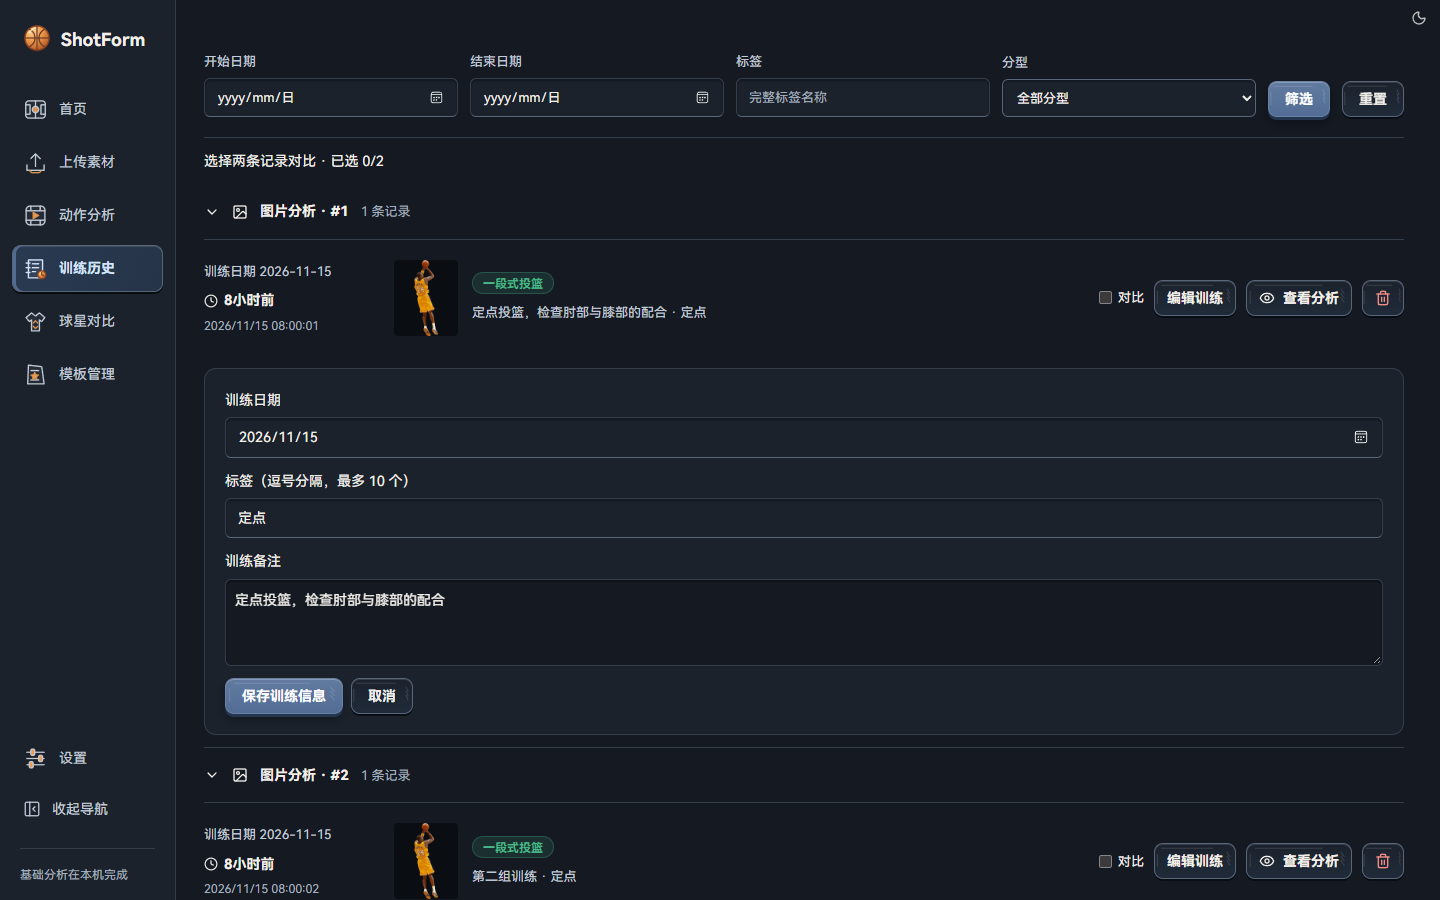 ShotForm
首页
上传素材
动作分析
训练历史
球星对比
模板管理
设置
收起导航
基础分析在本机完成
开始日期
结束日期
标签
分型
yyyy/mm/日
yyyy/mm/日
完整标签名称
全部分型
筛选
重置
选择两条记录对比 · 已选 0/2
图片分析 · #1 1 条记录
训练日期 2026-11-15
8小时前
2026/11/15 08:00:01
一段式投篮
定点投篮，检查肘部与膝部的配合 · 定点
对比
编辑训练
查看分析
训练日期
2026/11/15
标签（逗号分隔，最多 10 个）
定点
训练备注
定点投篮，检查肘部与膝部的配合
保存训练信息
取消
图片分析 · #2 1 条记录
训练日期 2026-11-15
8小时前
2026/11/15 08:00:02
一段式投篮
第二组训练 · 定点
对比
编辑训练
查看分析